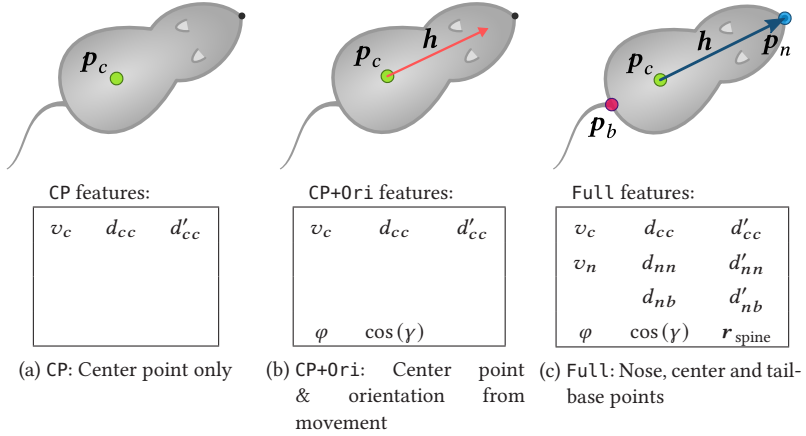 p_c
p_c h
p_c h p_n
p_b
CP features:
v_c d_cc d′_cc
CP+Ori features:
v_c d_cc d′_cc
φ cos (γ)
Full features:
v_c d_cc d′_cc
v_n d_nn d′_nn
d_nb d′_nb
φ cos (γ) r_spine
(a) CP: Center point only
(b) CP+Ori: Center point
& orientation from
movement
(c) Full: Nose, center and tail-
base points